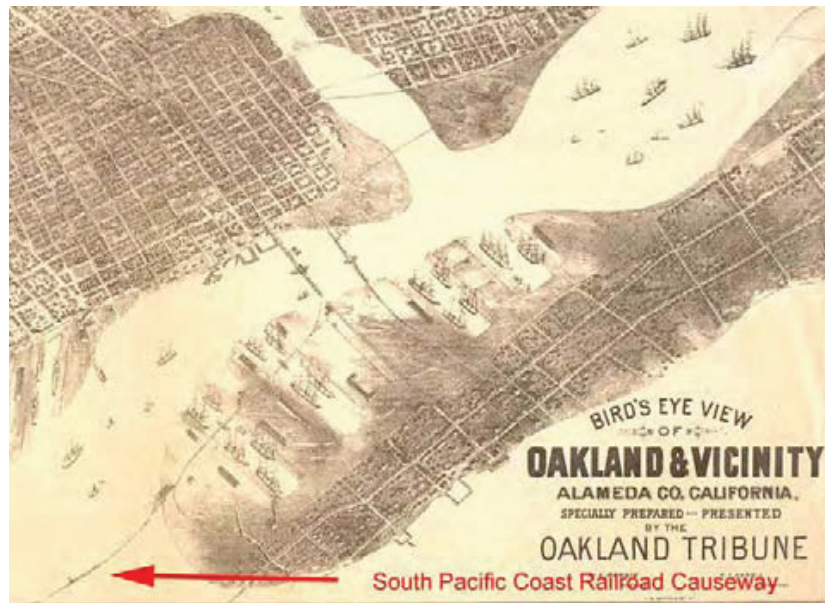 BIRD'S EYE VIEW
OF
OAKLAND & VICINITY
ALAMEDA CO. CALIFORNIA.
SPECIALLY PREPARED AND PRESENTED
BY THE
OAKLAND TRIBUNE
South Pacific Coast Railroad Causeway